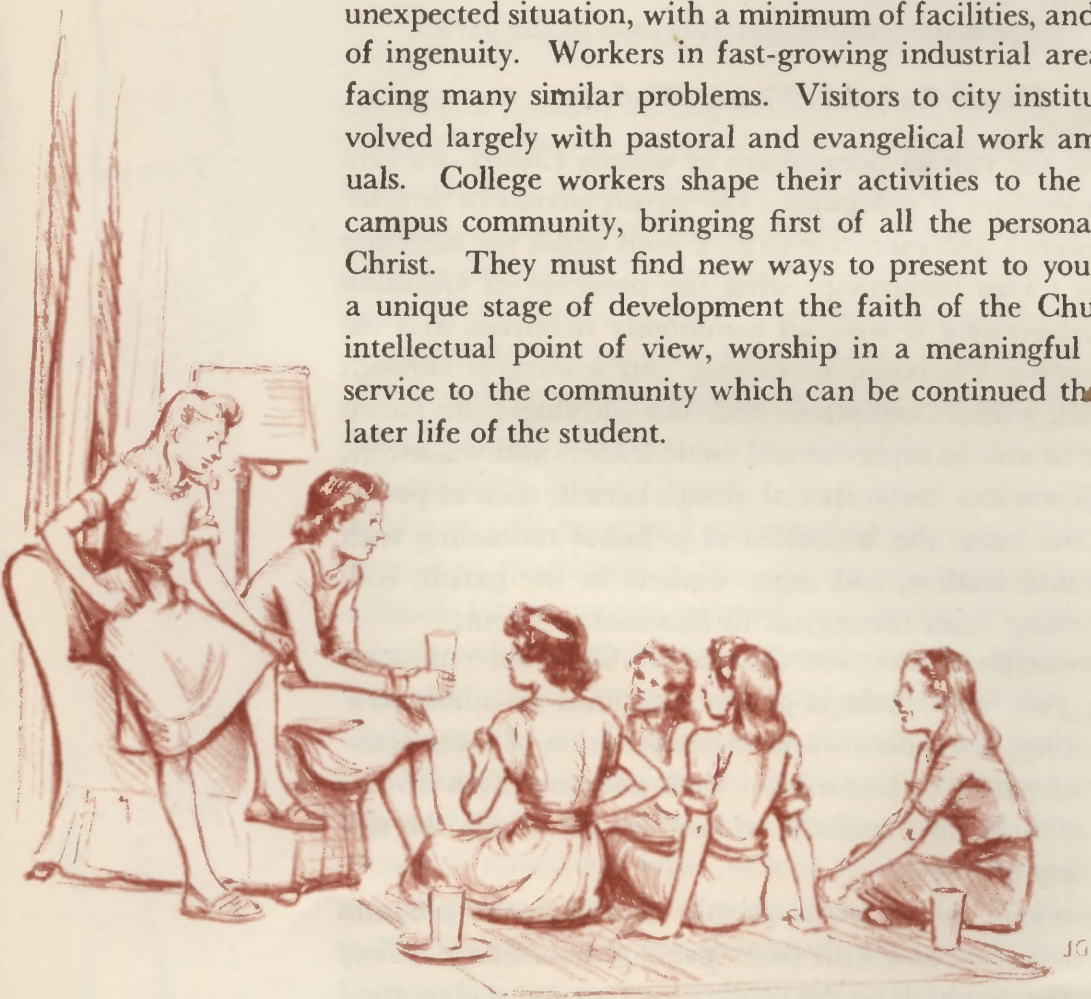 unexpected situation, with a minimum of facilities, and
of ingenuity. Workers in fast-growing industrial are
facing many similar problems. Visitors to city institu
volved largely with pastoral and evangelical work am
uals. College workers shape their activities to the
campus community, bringing first of all the persona
Christ. They must find new ways to present to you
a unique stage of development the faith of the Chu
intellectual point of view, worship in a meaningful
service to the community which can be continued th
later life of the student.